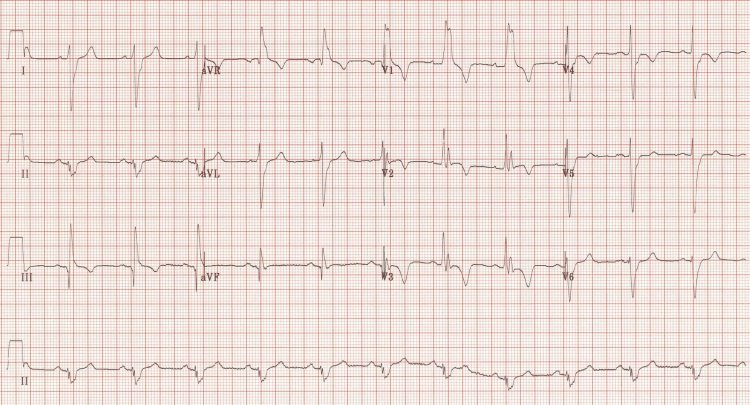 I aVR V1 V4
II aVL V2 V5
III aVF V3 V6
II